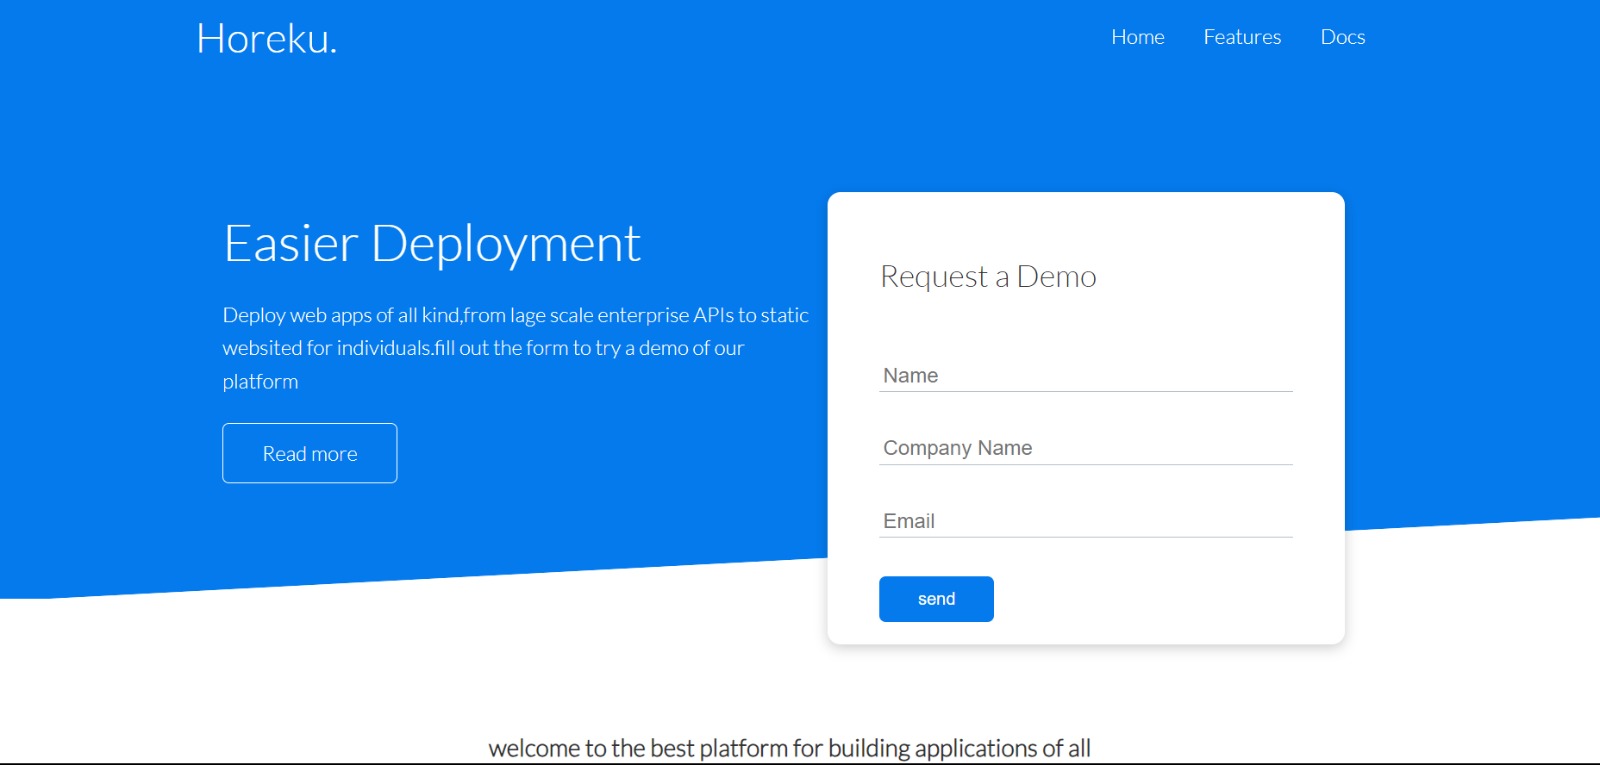 Horeku.
Home Features Docs
Easier Deployment
Deploy web apps of all kind,from lage scale enterprise APIs to static
websited for individuals.fill out the form to try a demo of our
platform
Read more
Request a Demo
Name
Company Name
Email
send
welcome to the best platform for building applications of all